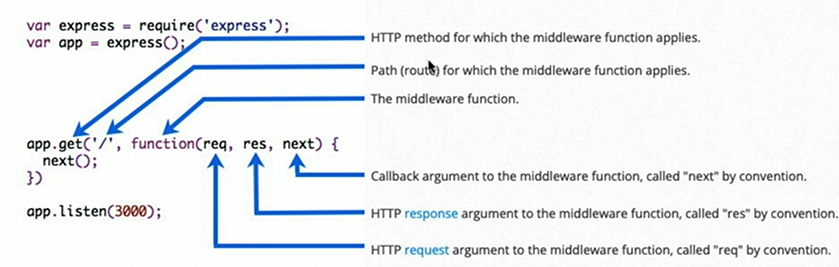 var express = require('express');
var app = express();
HTTP method for which the middleware function applies.
Path (route) for which the middleware function applies.
The middleware function.
app.get('/', function(req, res, next) {
next();
})
app.listen(3000);
Callback argument to the middleware function, called "next" by convention.
HTTP response argument to the middleware function, called "res" by convention.
HTTP request argument to the middleware function, called "req" by convention.